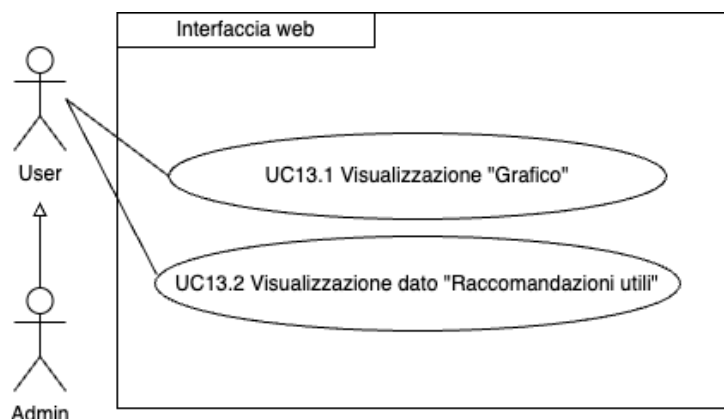 Interfaccia web
User
UC13.1 Visualizzazione "Grafico"
UC13.2 Visualizzazione dato "Raccomandazioni utili"
Admin